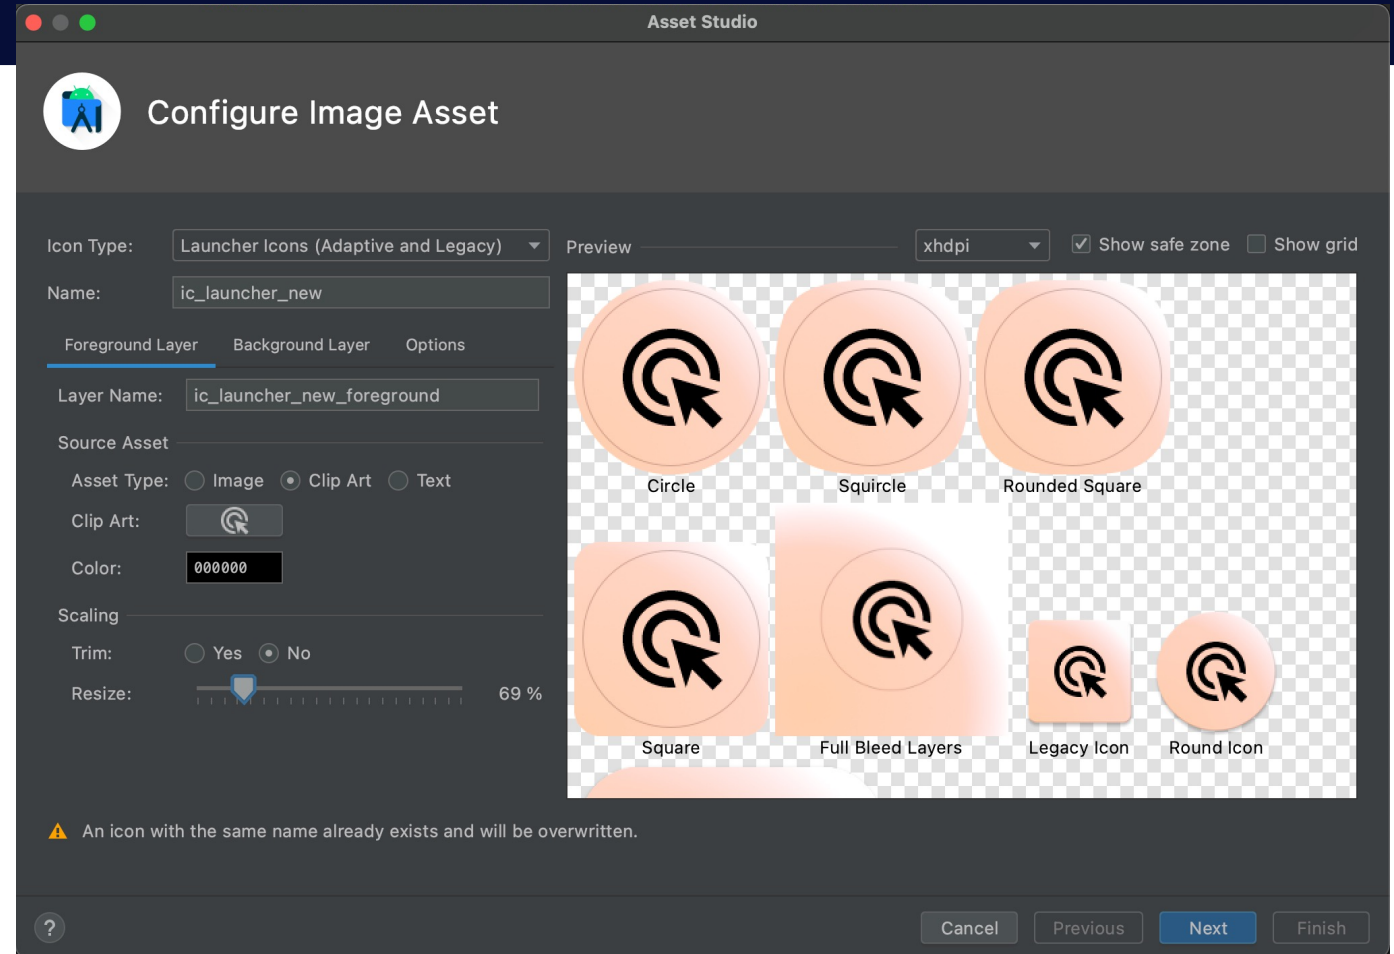 Asset Studio
Configure Image Asset
Icon Type: Launcher Icons (Adaptive and Legacy)
Preview xhdpi Show safe zone Show grid
Name: ic_launcher_new
Foreground Layer Background Layer Options
Layer Name: ic_launcher_new_foreground
Source Asset
Asset Type: Image Clip Art Text
Clip Art:
Color: 000000
Scaling
Trim: Yes No
Resize: 69 %
Circle Squircle Rounded Square
Square Full Bleed Layers Legacy Icon Round Icon
An icon with the same name already exists and will be overwritten.
? Cancel Previous Next Finish